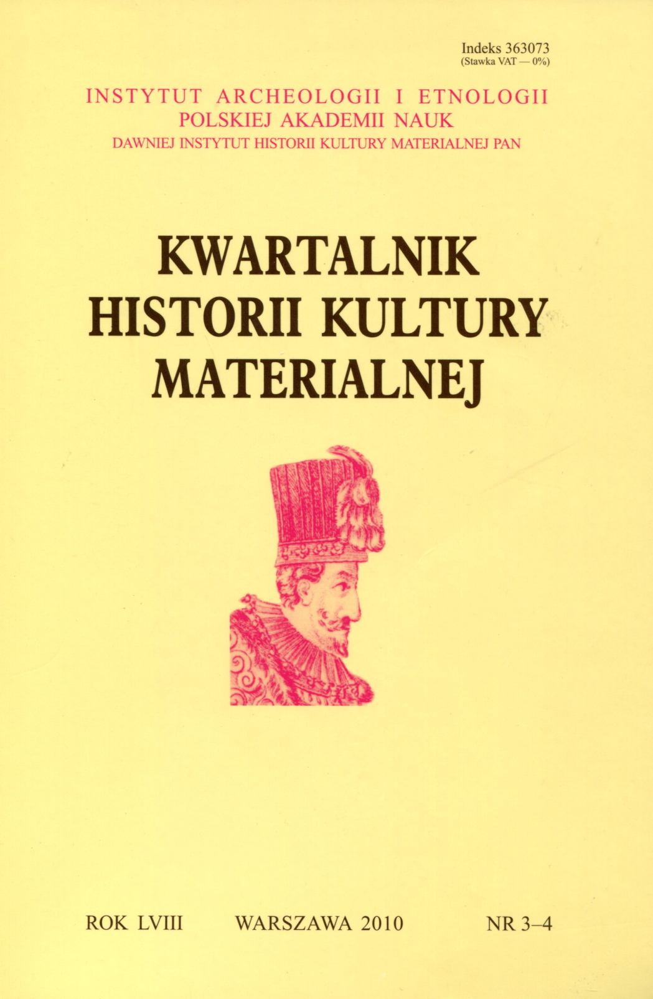 Indeks 363073
(Stawka VAT — 0%)
INSTYTUT ARCHEOLOGII I ETNOLOGII
POLSKIEJ AKADEMII NAUK
DAWNIEJ INSTYTUT HISTORII KULTURY MATERIALNEJ PAN
KWARTALNIK
HISTORII KULTURY
MATERIALNEJ
ROK LVIII WARSZAWA 2010 NR 3–4